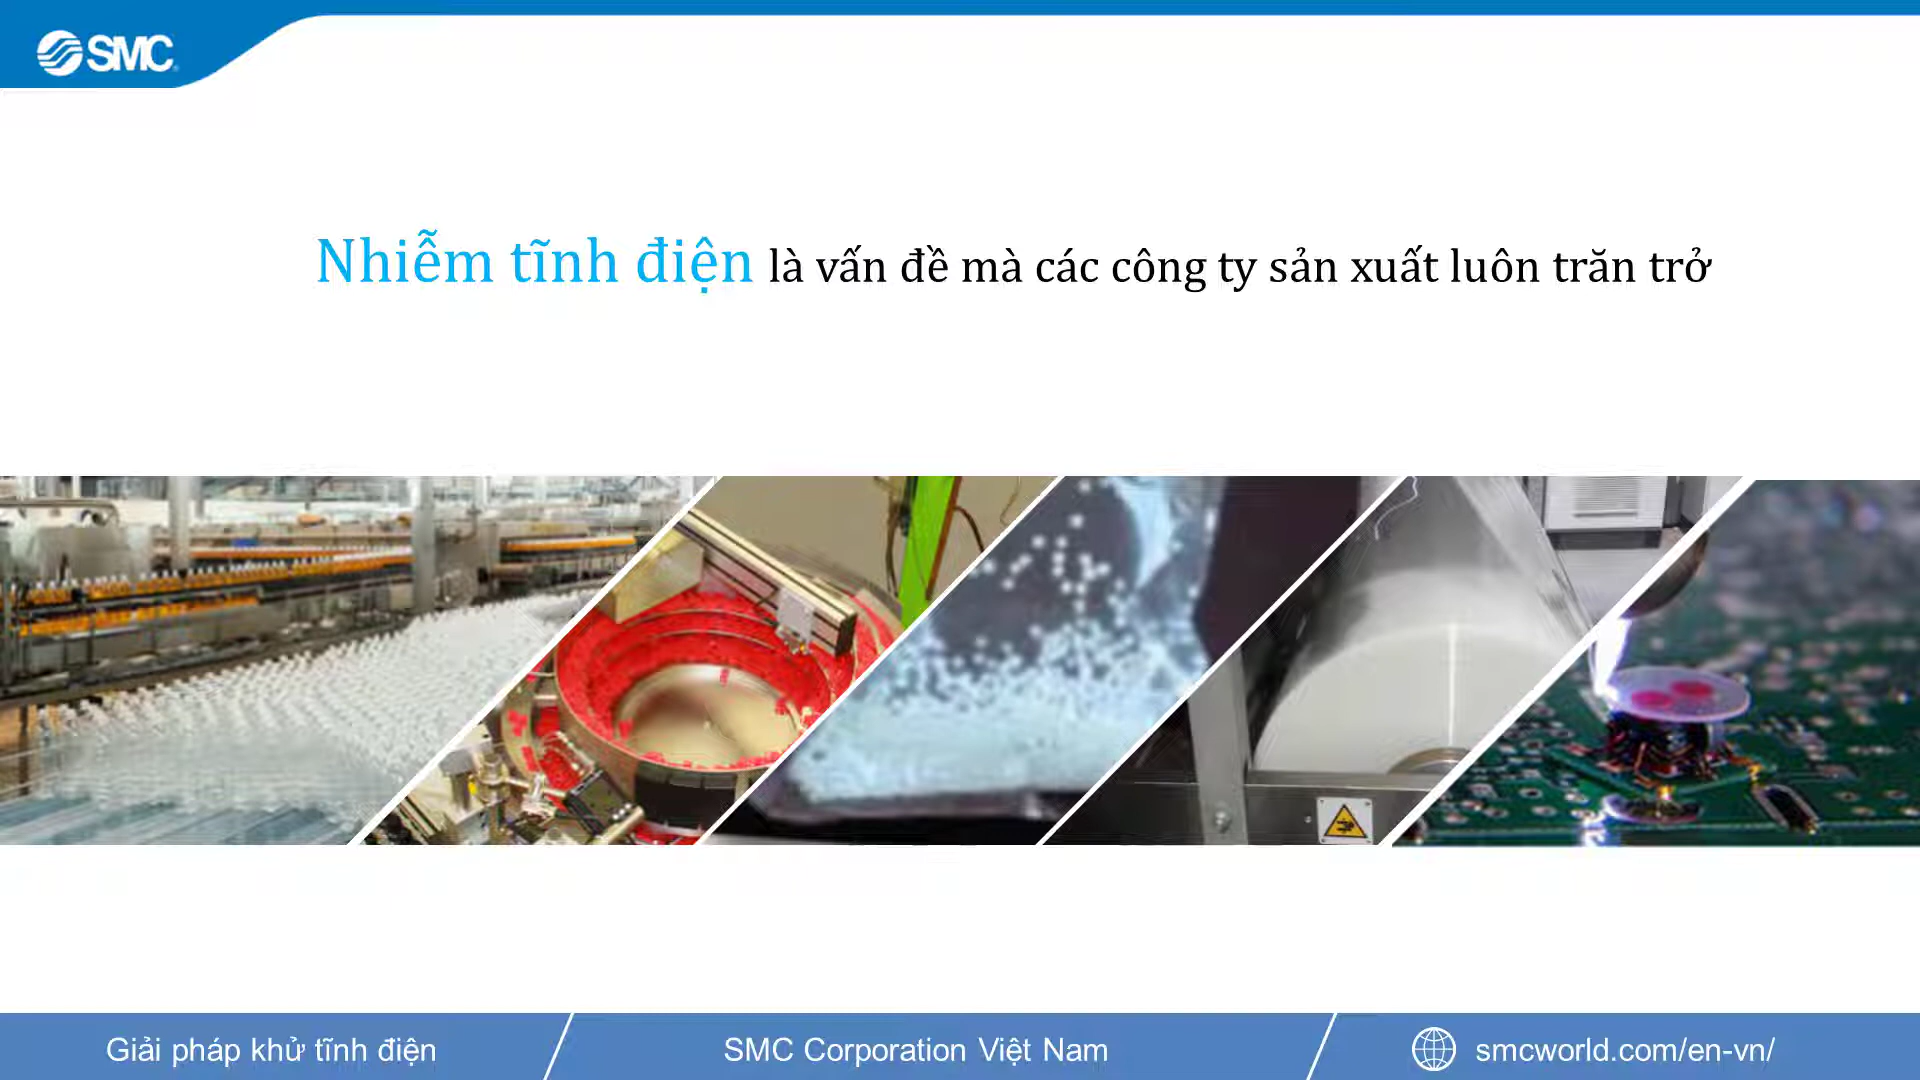 SMC
Nhiễm tĩnh điện là vấn đề mà các công ty sản xuất luôn trăn trở
Giải pháp khử tĩnh điện
SMC Corporation Việt Nam
smcworld.com/en-vn/